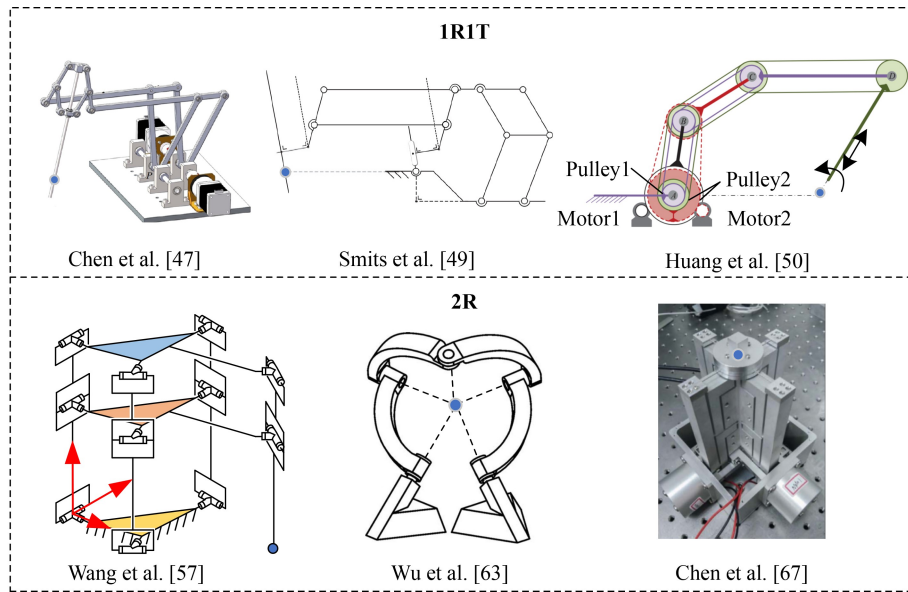 1R1T
A
B
C
D
Pulley1
Pulley2
Motor1
Motor2
Chen et al. [47]
Smits et al. [49]
Huang et al. [50]
2R
Wang et al. [57]
Wu et al. [63]
Chen et al. [67]